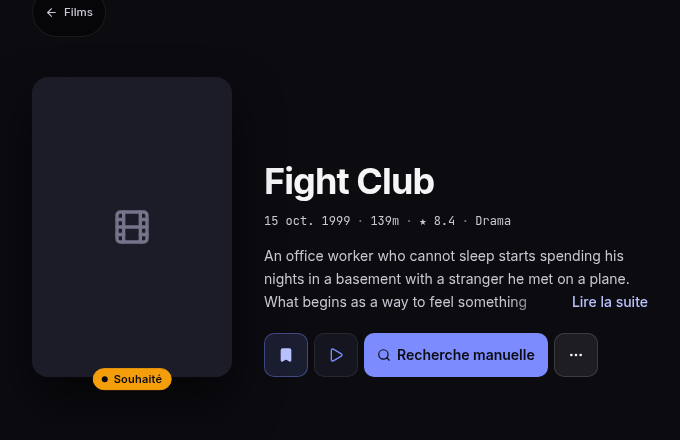 Films
Fight Club
15 oct. 1999 · 139m · ★ 8.4 · Drama
An office worker who cannot sleep starts spending his
nights in a basement with a stranger he met on a plane.
What begins as a way to feel something Lire la suite
Recherche manuelle
Souhaité